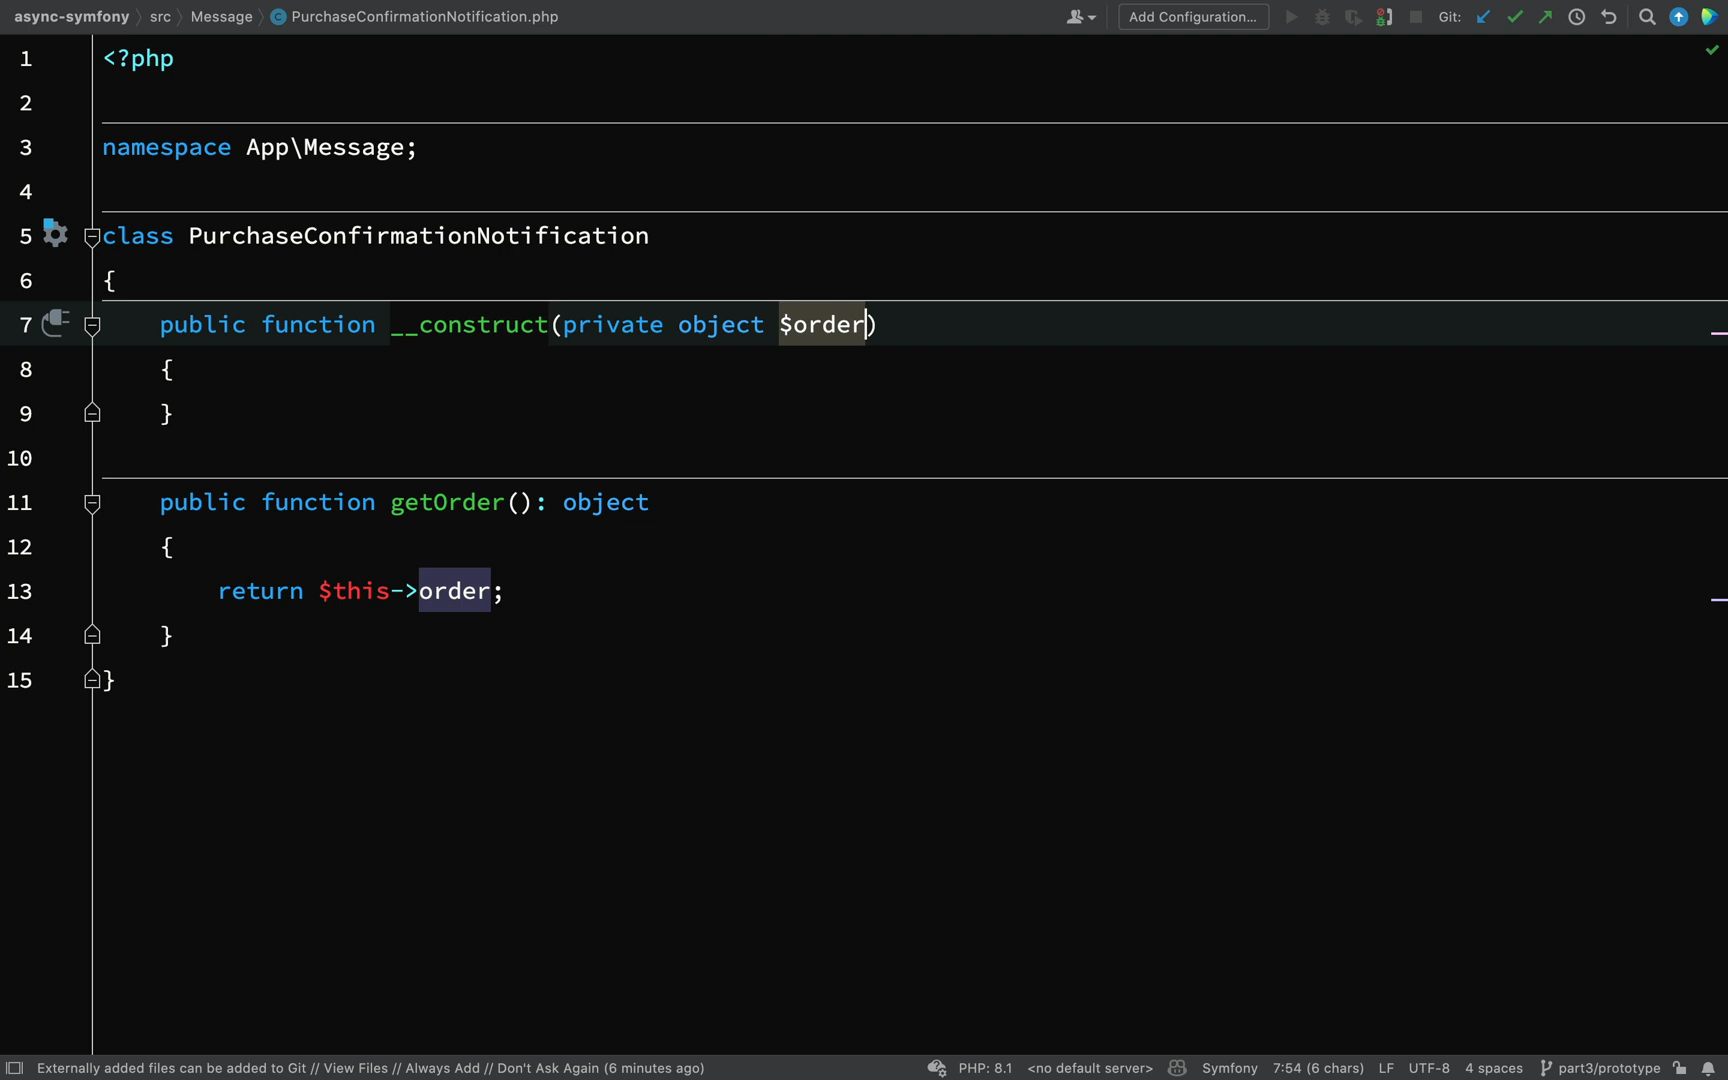 async-symfony src Message PurchaseConfirmationNotification.php Add Configuration... Git:
1 <?php
2
3 namespace App\Message;
4
5 class PurchaseConfirmationNotification
6 {
7 public function __construct(private object $order)
8 {
9 }
10
11 public function getOrder(): object
12 {
13 return $this->order;
14 }
15 }
Externally added files can be added to Git // View Files // Always Add // Don't Ask Again (6 minutes ago) PHP: 8.1 <no default server> Symfony 7:54 (6 chars) LF UTF-8 4 spaces part3/prototype